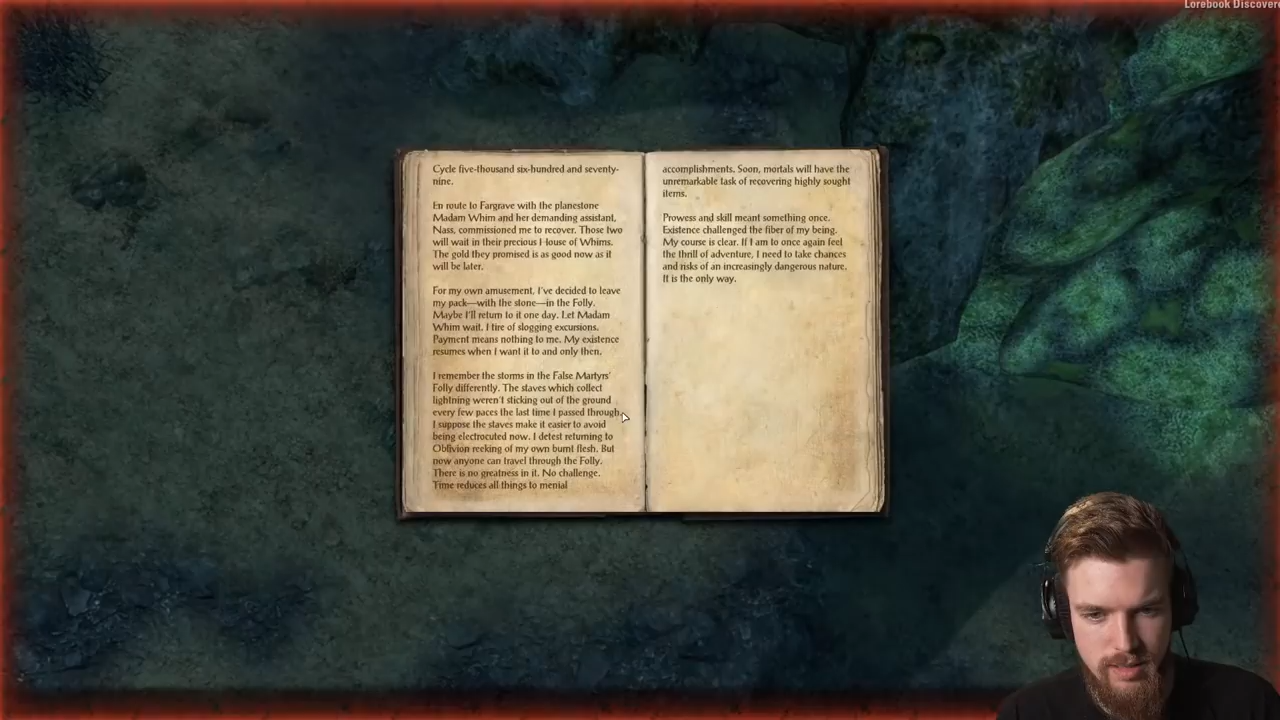 Lorebook Discover
Cycle five-thousand six-hundred and seventy-
nine.
En route to Fargrave with the planestone
Madam Whim and her demanding assistant,
Nass, commissioned me to recover. Those two
will wait in their precious House of Whims.
The gold they promised is as good now as it
will be later.
For my own amusement, I've decided to leave
my pack—with the stone—in the Folly.
Maybe I'll return to it one day. Let Madam
Whim wait. I tire of slogging excursions.
Payment means nothing to me. My existence
resumes when I want it to and only then.
I remember the storms in the False Martyrs'
Folly differently. The staves which collect
lightning weren't sticking out of the ground
every few paces the last time I passed through.
I suppose the staves make it easier to avoid
being electrocuted now. I detest returning to
Oblivion reeking of my own burnt flesh. But
now anyone can travel through the Folly.
There is no greatness in it. No challenge.
Time reduces all things to menial
accomplishments. Soon, mortals will have the
unremarkable task of recovering highly sought
items.
Prowess and skill meant something once.
Existence challenged the fiber of my being.
My course is clear. If I am to once again feel
the thrill of adventure, I need to take chances
and risks of an increasingly dangerous nature.
It is the only way.